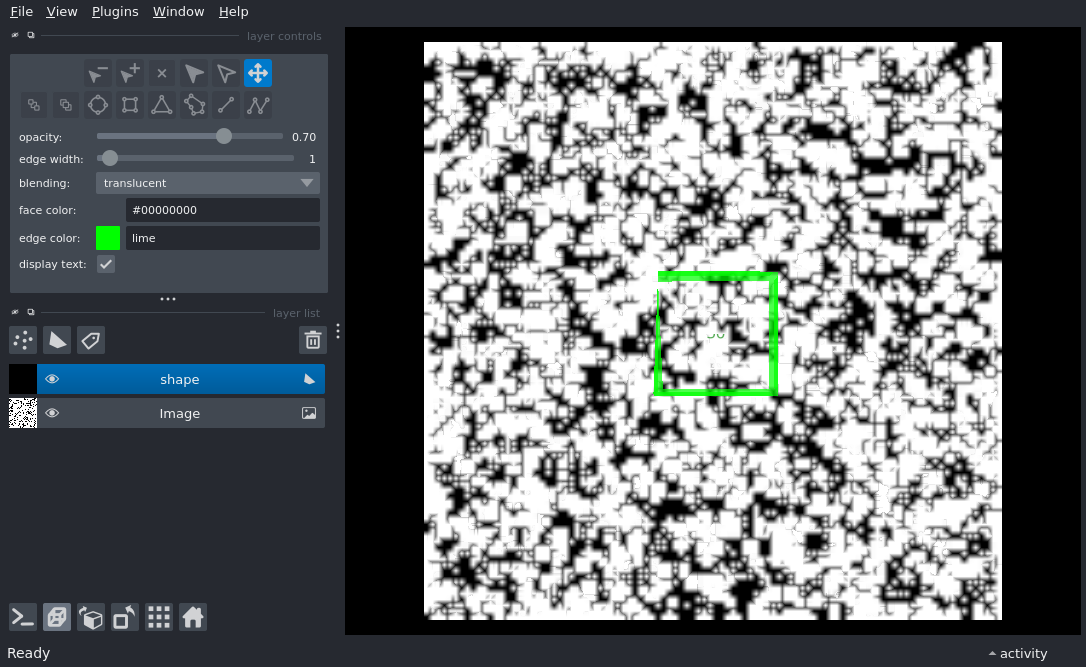 File View Plugins Window Help
layer controls
opacity: 0.70
edge width: 1
blending: translucent
face color: #00000000
edge color: lime
display text:
layer list
shape
Image
Ready
activity